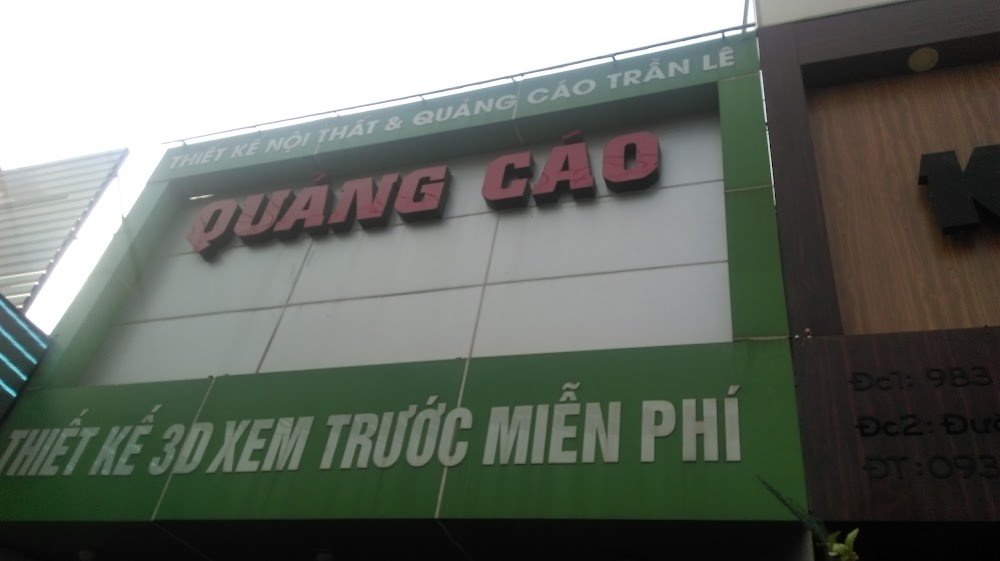 THIẾT KẾ NỘI THẤT & QUẢNG CÁO TRẦN LÊ
QUẢNG CÁO
THIẾT KẾ 3D XEM TRƯỚC MIỄN PHÍ
Đc1: 983
Đc2: Đườ
ĐT: 093